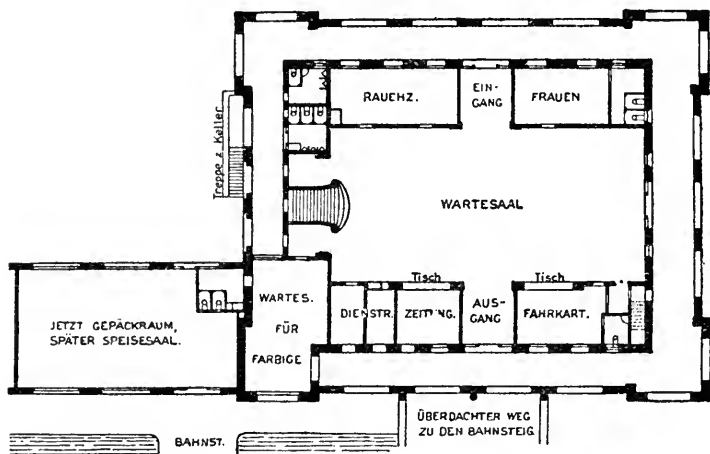 RAUCHZ.
EIN-
GANG
FRAUEN
Treppe z. Keller
WARTESAAL
Tisch
Tisch
WARTES.
FÜR
FARBIGE
DIENSTR.
ZEITUNG.
AUS-
GANG
FAHRKART.
JETZT GEPÄCKRAUM,
SPÄTER SPEISESAAL.
BAHNST.
ÜBERDACHTER WEG
ZU DEN BAHNSTEIG.